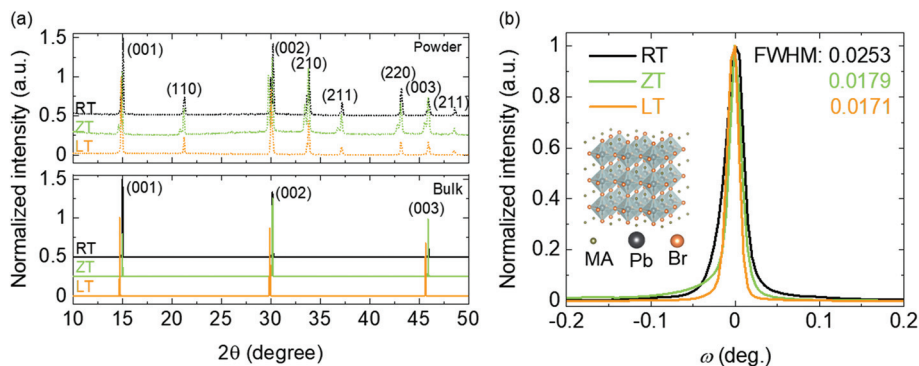 (a)
Normalized intensity (a.u.)
1.5
1
0.5
0
Powder
(001)
(110)
(002)
(210)
(211)
(220)
(003)
(211)
RT
ZT
LT
1.5
1
0.5
0
Bulk
(001)
(002)
(003)
RT
ZT
LT
10 15 20 25 30 35 40 45 50
2θ (degree)
(b)
Normalized intensity (a.u.)
1
0.8
0.6
0.4
0.2
0
RT FWHM: 0.0253
ZT 0.0179
LT 0.0171
MA Pb Br
-0.2 -0.1 0 0.1 0.2
ω (deg.)